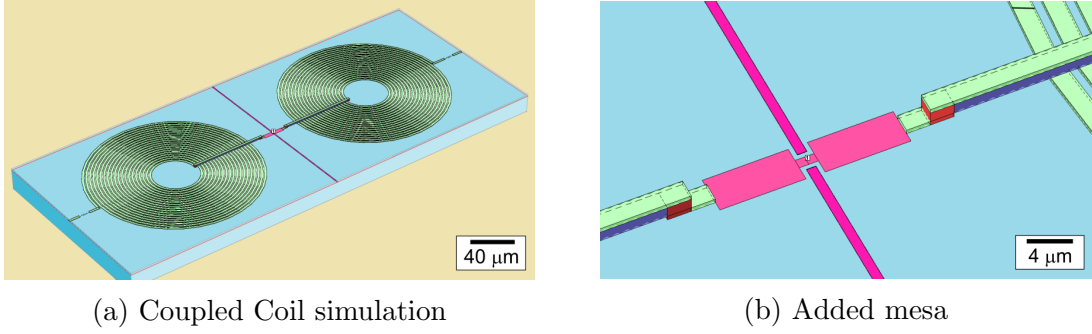 40 μm
4 μm
(a) Coupled Coil simulation
(b) Added mesa